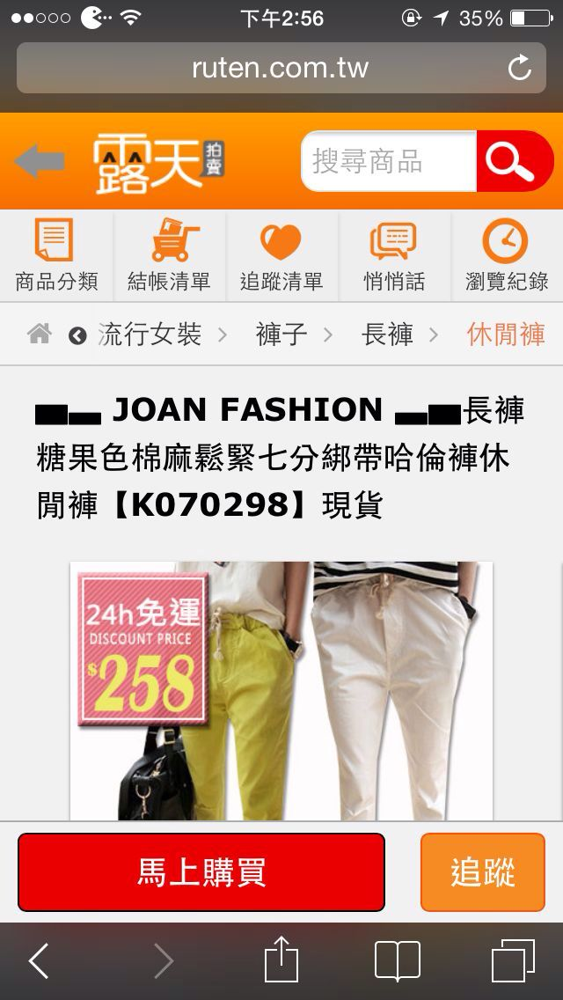 下午2:56
35%
ruten.com.tw
露天
拍賣
搜尋商品
商品分類
結帳清單
追蹤清單
悄悄話
瀏覽紀錄
流行女裝 > 褲子 > 長褲 > 休閒褲
▅▃ JOAN FASHION ▃▅長褲
糖果色棉麻鬆緊七分綁帶哈倫褲休
閒褲【K070298】現貨
24h免運
DISCOUNT PRICE
$258
馬上購買
追蹤